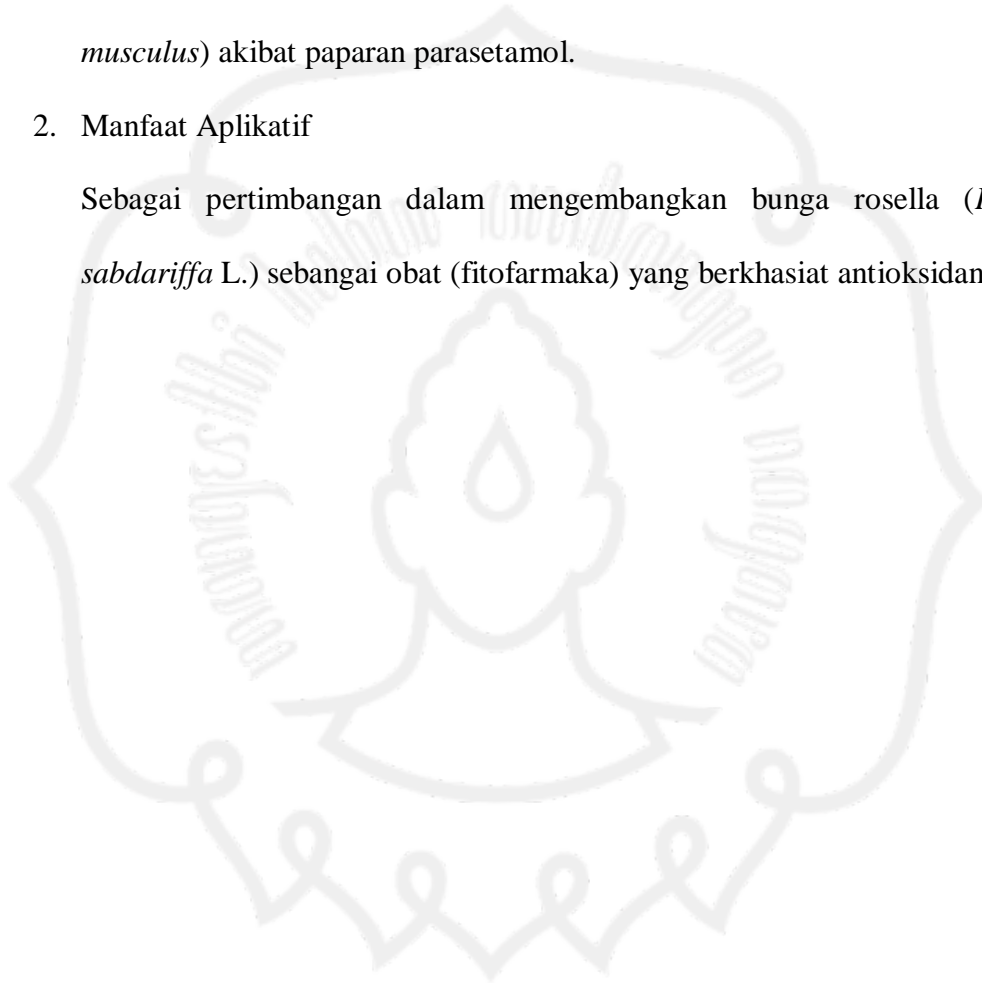 musculus) akibat paparan parasetamol.
2. Manfaat Aplikatif
Sebagai pertimbangan dalam mengembangkan bunga rosella (
sabdariffa L.) sebangai obat (fitofarmaka) yang berkhasiat antioksidan